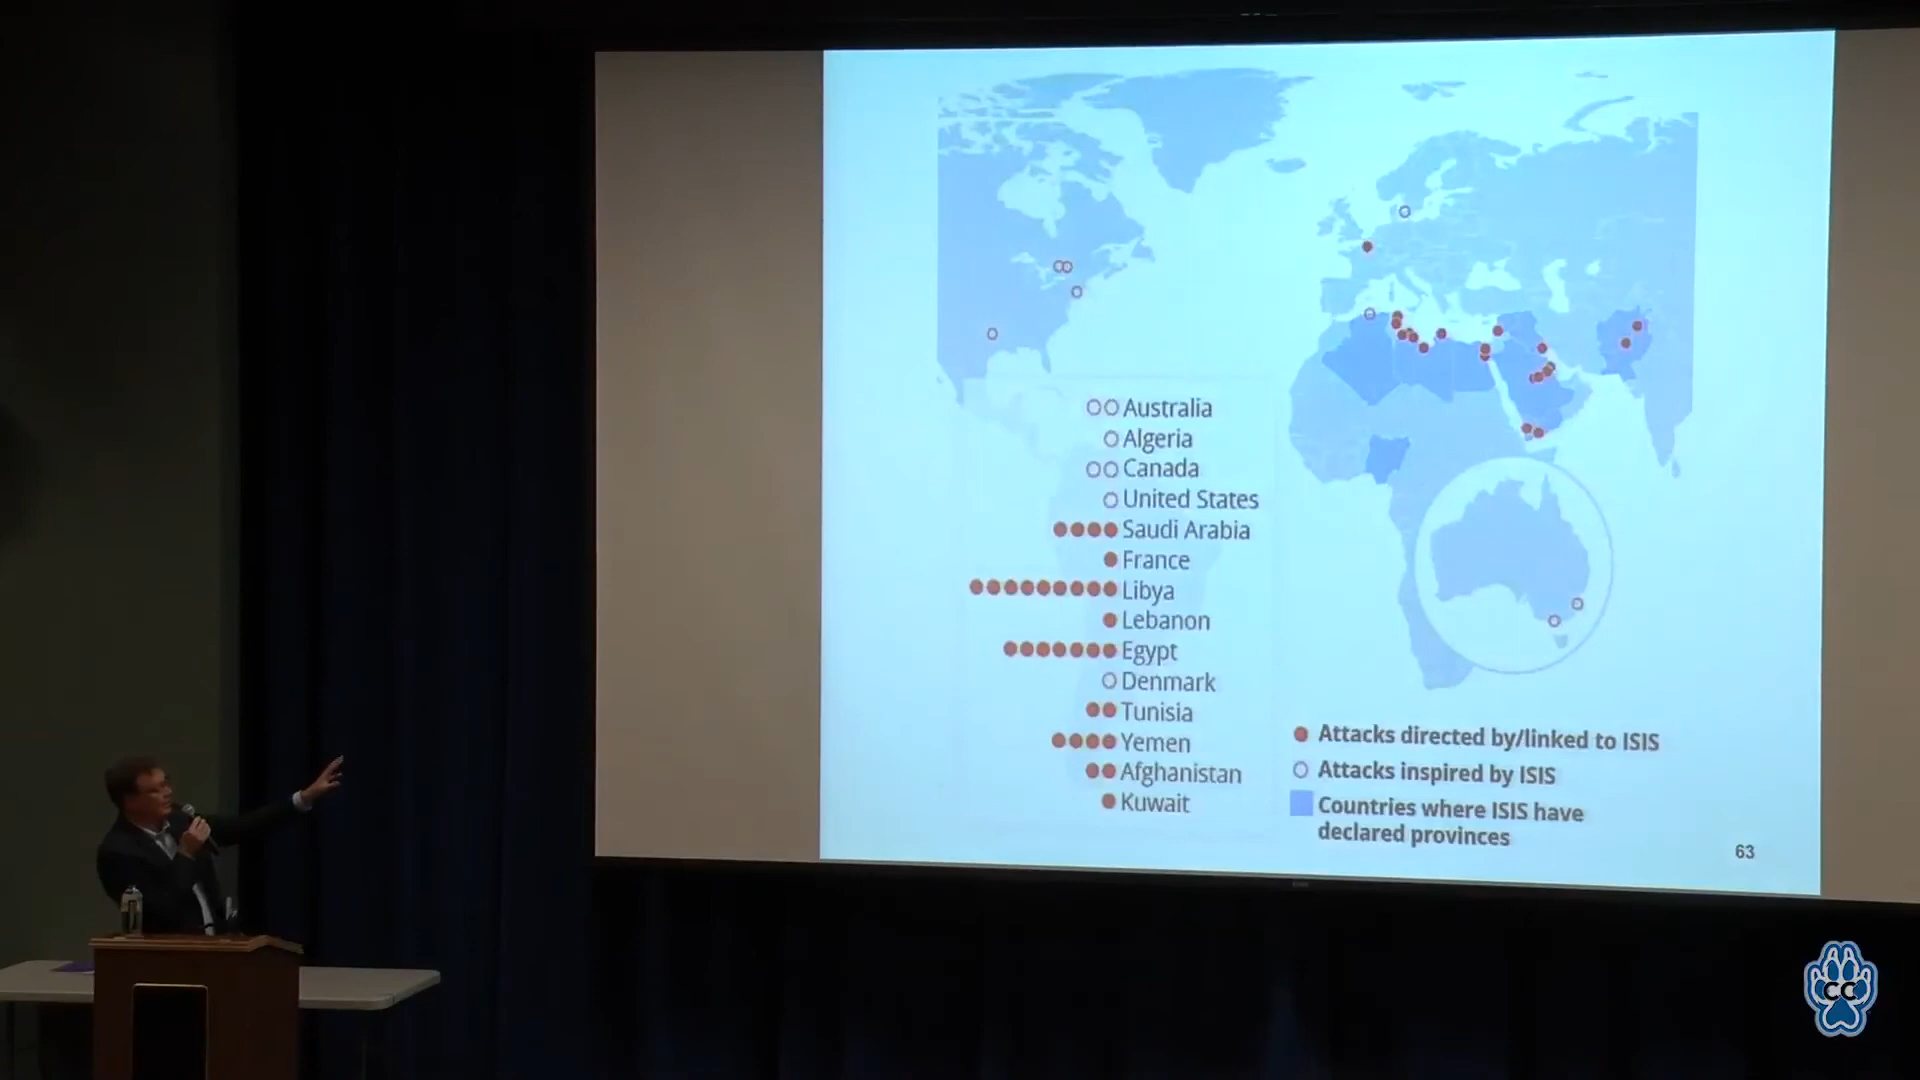 Australia
Algeria
Canada
United States
Saudi Arabia
France
Libya
Lebanon
Egypt
Denmark
Tunisia
Yemen
Afghanistan
Kuwait
Attacks directed by/linked to ISIS
Attacks inspired by ISIS
Countries where ISIS have
declared provinces
63
CC